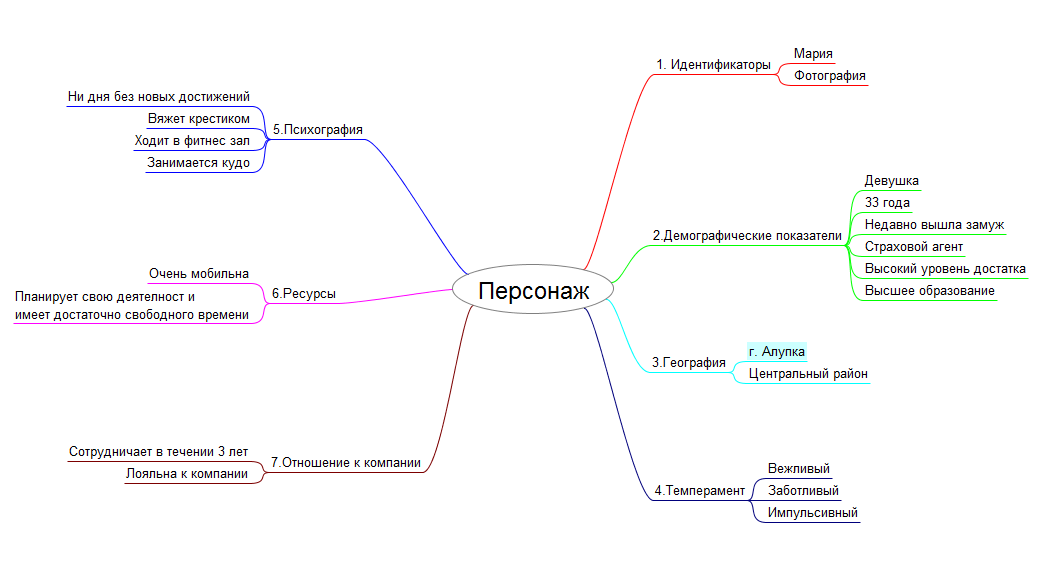 Персонаж
1. Идентификаторы
Мария
Фотография
2.Демографические показатели
Девушка
33 года
Недавно вышла замуж
Страховой агент
Высокий уровень достатка
Высшее образование
3.География
г. Алупка
Центральный район
4.Темперамент
Вежливый
Заботливый
Импульсивный
5.Психография
Ни дня без новых достижений
Вяжет крестиком
Ходит в фитнес зал
Занимается кудо
6.Ресурсы
Очень мобильна
Планирует свою деятелност и
имеет достаточно свободного времени
7.Отношение к компании
Сотрудничает в течении 3 лет
Лояльна к компании